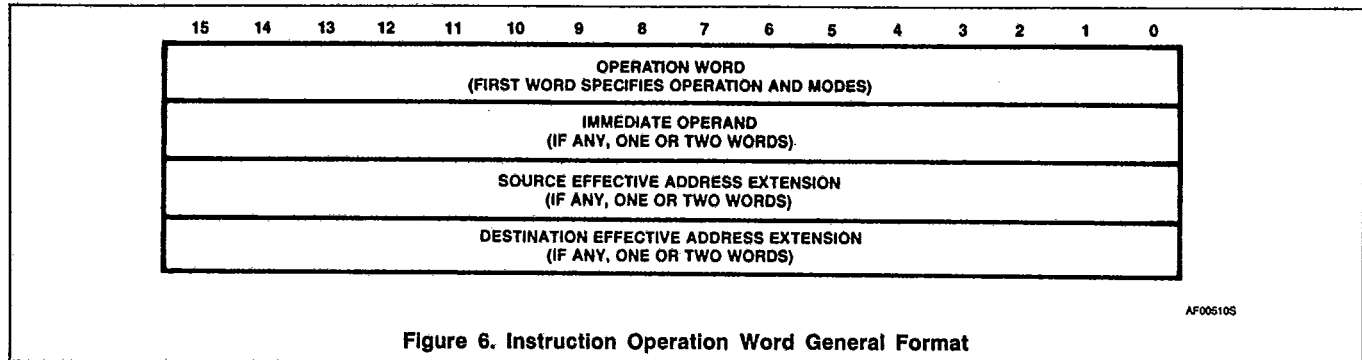 15 14 13 12 11 10 9 8 7 6 5 4 3 2 1 0
OPERATION WORD
(FIRST WORD SPECIFIES OPERATION AND MODES)
IMMEDIATE OPERAND
(IF ANY, ONE OR TWO WORDS)
SOURCE EFFECTIVE ADDRESS EXTENSION
(IF ANY, ONE OR TWO WORDS)
DESTINATION EFFECTIVE ADDRESS EXTENSION
(IF ANY, ONE OR TWO WORDS)
AF00510S
Figure 6. Instruction Operation Word General Format